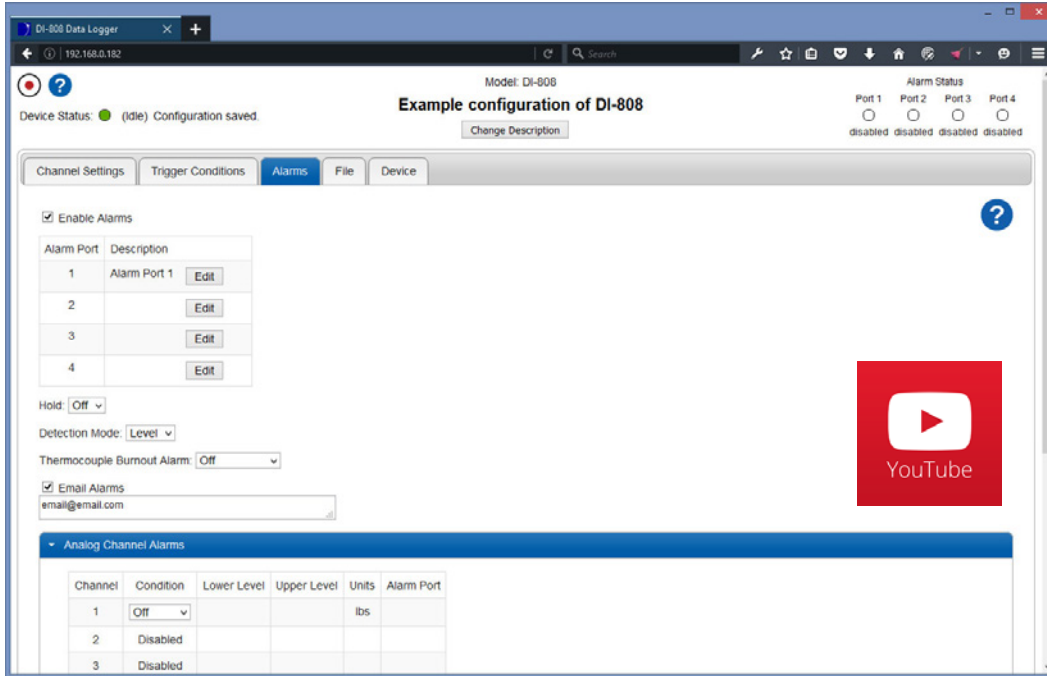 DI-808 Data Logger
192.168.0.182
Search
Model: DI-808
Example configuration of DI-808
Change Description
Device Status: (Idle) Configuration saved.
Alarm Status
Port 1 Port 2 Port 3 Port 4
disabled disabled disabled disabled
Channel Settings Trigger Conditions Alarms File Device
Enable Alarms
Alarm Port Description
1 Alarm Port 1 Edit
2 Edit
3 Edit
4 Edit
Hold: Off
Detection Mode: Level
Thermocouple Burnout Alarm: Off
Email Alarms
email@email.com
YouTube
Analog Channel Alarms
Channel Condition Lower Level Upper Level Units Alarm Port
1 Off lbs
2 Disabled
3 Disabled